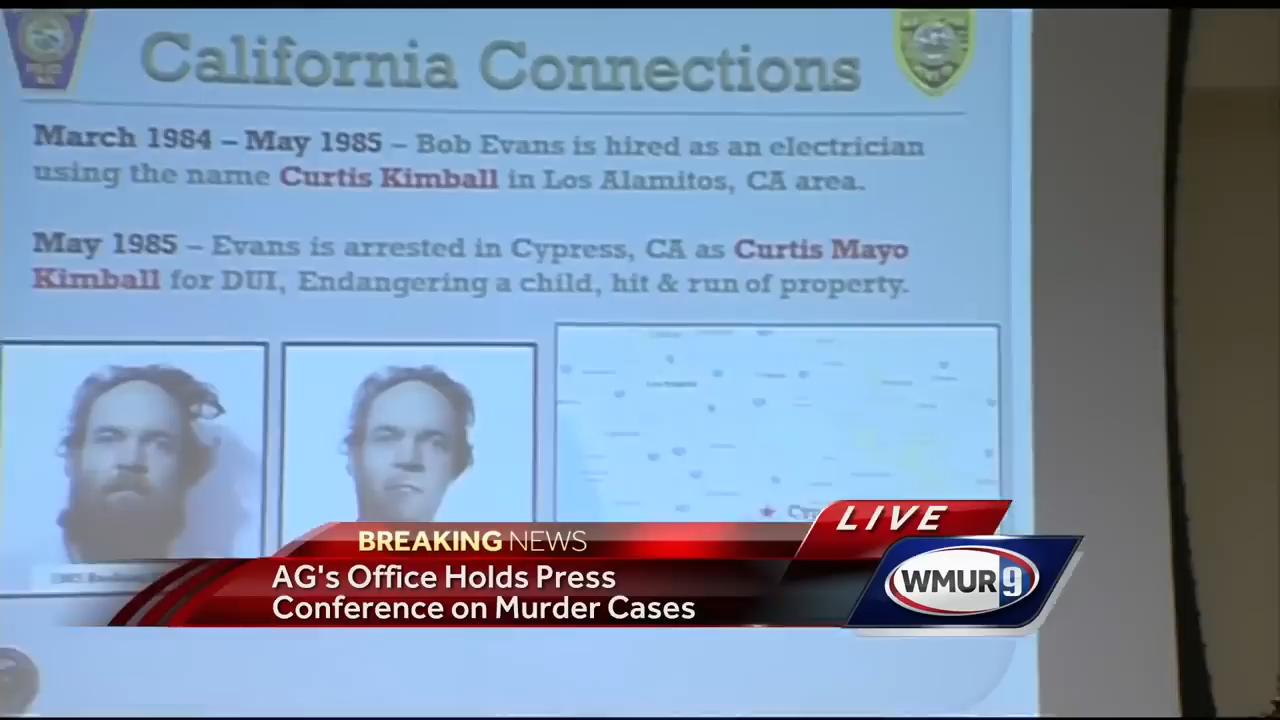 California Connections
March 1984 – May 1985 – Bob Evans is hired as an electrician
using the name Curtis Kimball in Los Alamitos, CA area.
May 1985 – Evans is arrested in Cypress, CA as Curtis Mayo
Kimball for DUI, Endangering a child, hit & run of property.
LIVE
BREAKING NEWS
AG's Office Holds Press
Conference on Murder Cases
WMUR 9